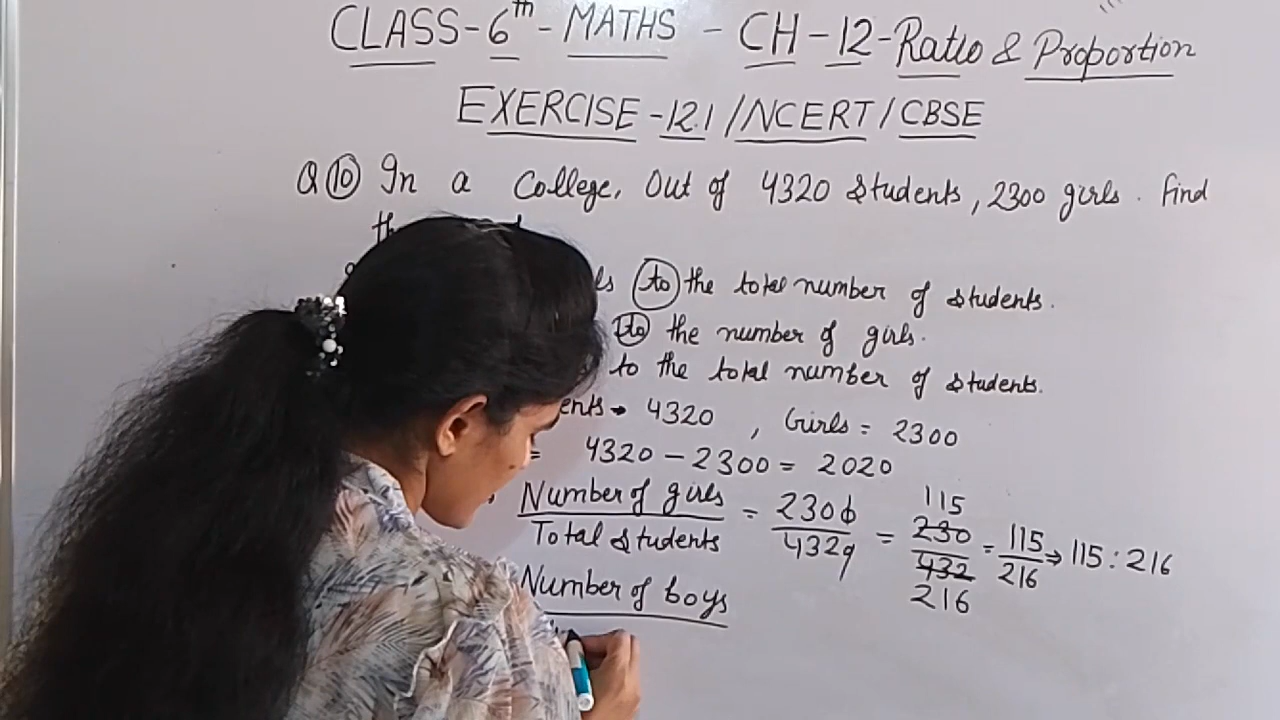 CLASS-6th-MATHS - CH-12-Ratio & Proportion
EXERCISE-12.1/NCERT/CBSE
Q10 In a College, Out of 4320 Students, 2300 girls. Find
to the total number of students.
to the number of girls.
to the total number of students.
4320, Girls = 2300
= 4320 - 2300 = 2020
Number of girls / Total Students = 2300/4320 = 230/432 115 216 = 115/216 ⇒ 115:216
Number of boys